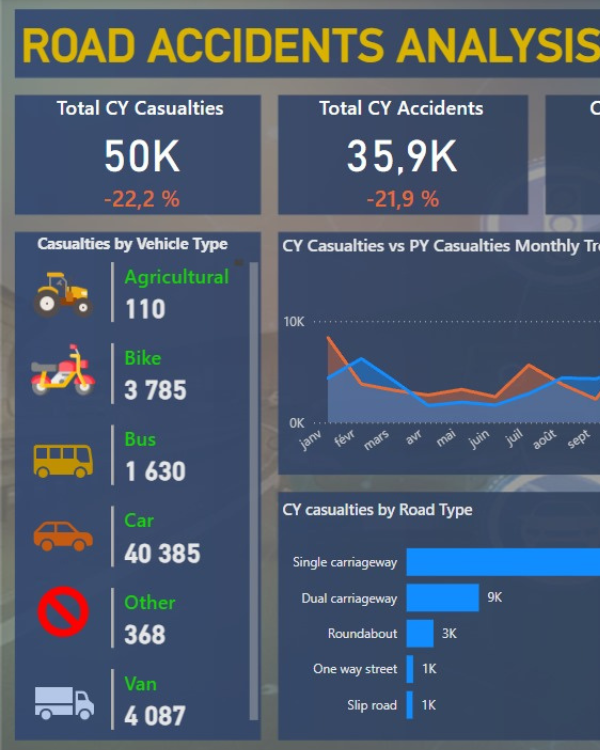 ROAD ACCIDENTS ANALYSIS
Total CY Casualties
50K
-22,2 %
Total CY Accidents
35,9K
-21,9 %
C
Casualties by Vehicle Type
Agricultural
110
Bike
3 785
Bus
1 630
Car
40 385
Other
368
Van
4 087
CY Casualties vs PY Casualties Monthly Tr
10K
0K
janv
févr
mars
avr
mai
juin
juil
août
sept
CY casualties by Road Type
Single carriageway
Dual carriageway
9K
Roundabout
3K
One way street
1K
Slip road
1K